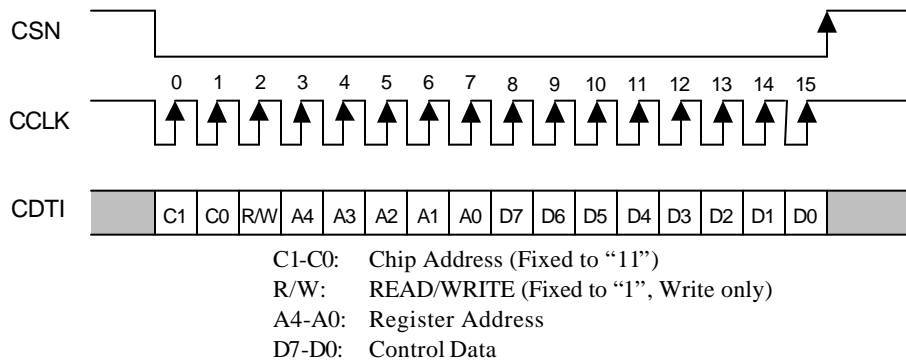 CSN
0 1 2 3 4 5 6 7 8 9 10 11 12 13 14 15
CCLK
CDTI C1 C0 R/W A4 A3 A2 A1 A0 D7 D6 D5 D4 D3 D2 D1 D0
C1-C0: Chip Address (Fixed to “11”)
R/W: READ/WRITE (Fixed to “1”, Write only)
A4-A0: Register Address
D7-D0: Control Data